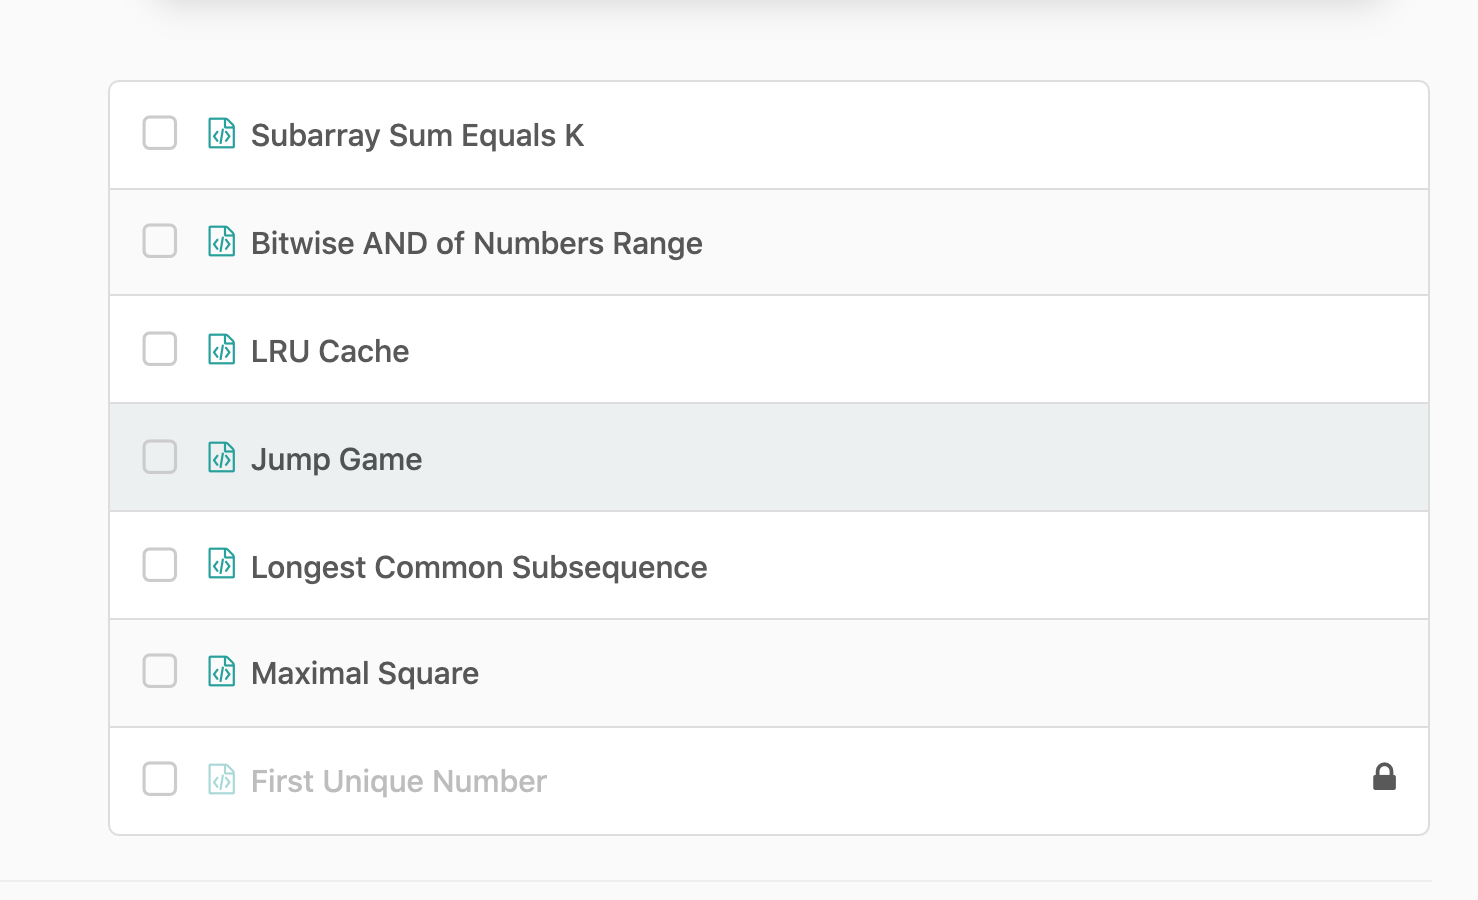 Subarray Sum Equals K
Bitwise AND of Numbers Range
LRU Cache
Jump Game
Longest Common Subsequence
Maximal Square
First Unique Number